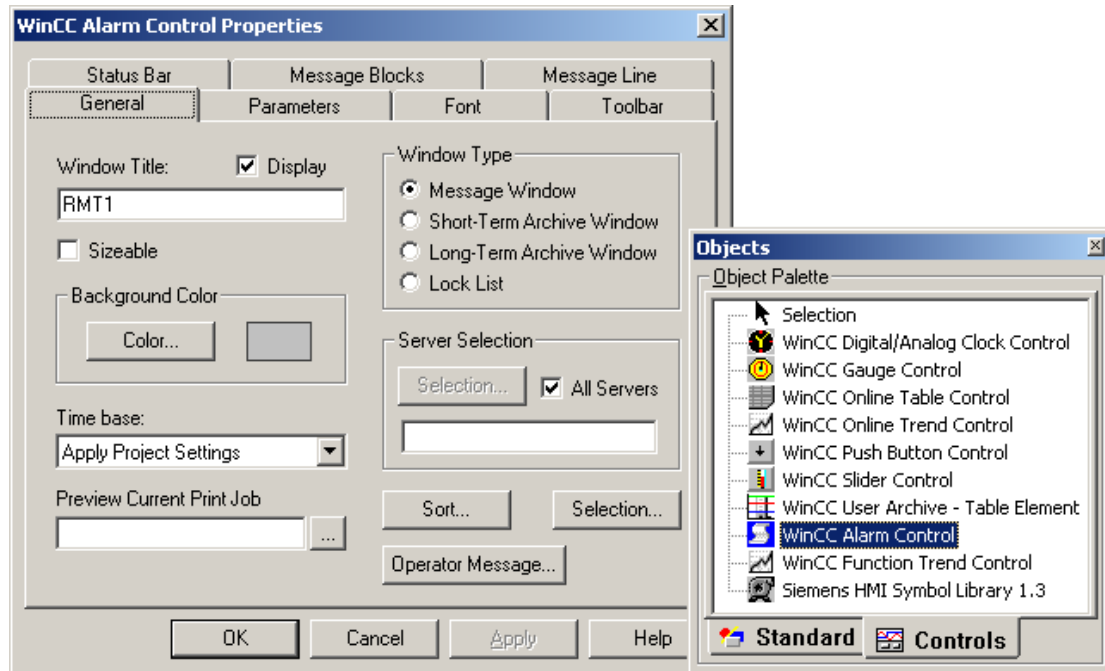 WinCC Alarm Control Properties
Status Bar
Message Blocks
Message Line
General
Parameters
Font
Toolbar
Window Title:
Display
RMT1
Sizeable
Background Color
Color...
Time base:
Apply Project Settings
Preview Current Print Job
...
Window Type
Message Window
Short-Term Archive Window
Long-Term Archive Window
Lock List
Server Selection
Selection...
All Servers
Sort...
Selection...
Operator Message...
OK
Cancel
Apply
Help
Objects
Object Palette
Selection
WinCC Digital/Analog Clock Control
WinCC Gauge Control
WinCC Online Table Control
WinCC Online Trend Control
WinCC Push Button Control
WinCC Slider Control
WinCC User Archive - Table Element
WinCC Alarm Control
WinCC Function Trend Control
Siemens HMI Symbol Library 1.3
Standard
Controls